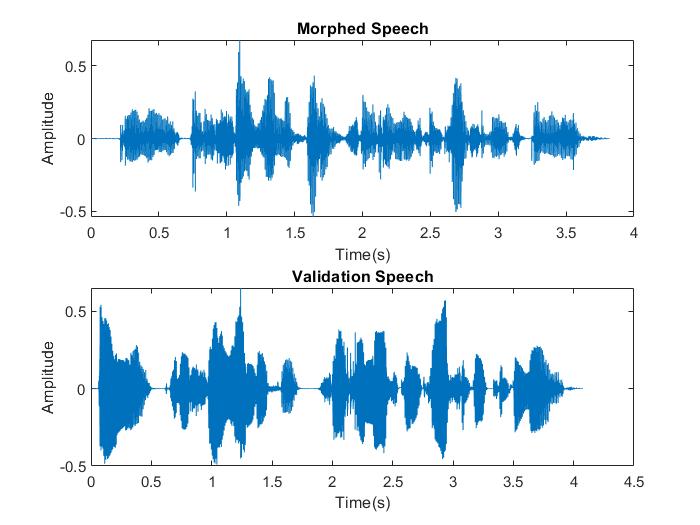 Morphed Speech
0.5
0
-0.5
Amplitude
0 0.5 1 1.5 2 2.5 3 3.5 4
Time(s)
Validation Speech
0.5
0
-0.5
Amplitude
0 0.5 1 1.5 2 2.5 3 3.5 4 4.5
Time(s)